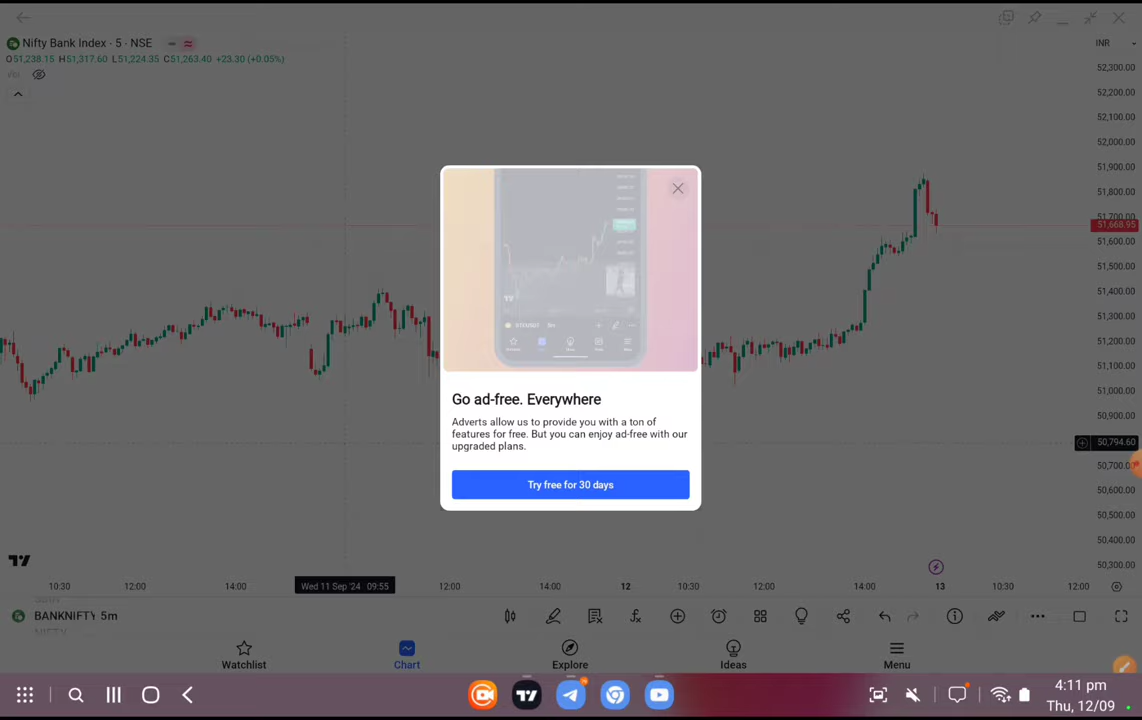 Nifty Bank Index · 5 · NSE
O51,238.15 H51,317.60 L51,224.35 C51,263.40 +23.30 (+0.05%)
INR
52,300.00
52,200.00
52,100.00
52,000.00
51,900.00
51,800.00
51,700.00
51,668.95
51,600.00
51,500.00
51,400.00
51,300.00
51,200.00
51,100.00
51,000.00
50,900.00
50,794.60
50,700.00
50,600.00
50,500.00
50,400.00
50,300.00
Go ad-free. Everywhere
Adverts allow us to provide you with a ton of
features for free. But you can enjoy ad-free with our
upgraded plans.
Try free for 30 days
10:30 12:00 14:00 Wed 11 Sep '24 09:55 12:00 14:00 12 10:30 12:00 14:00 13 10:30 12:00
BANKNIFTY 5m
Watchlist Chart Explore Ideas Menu
4:11 pm
Thu, 12/09